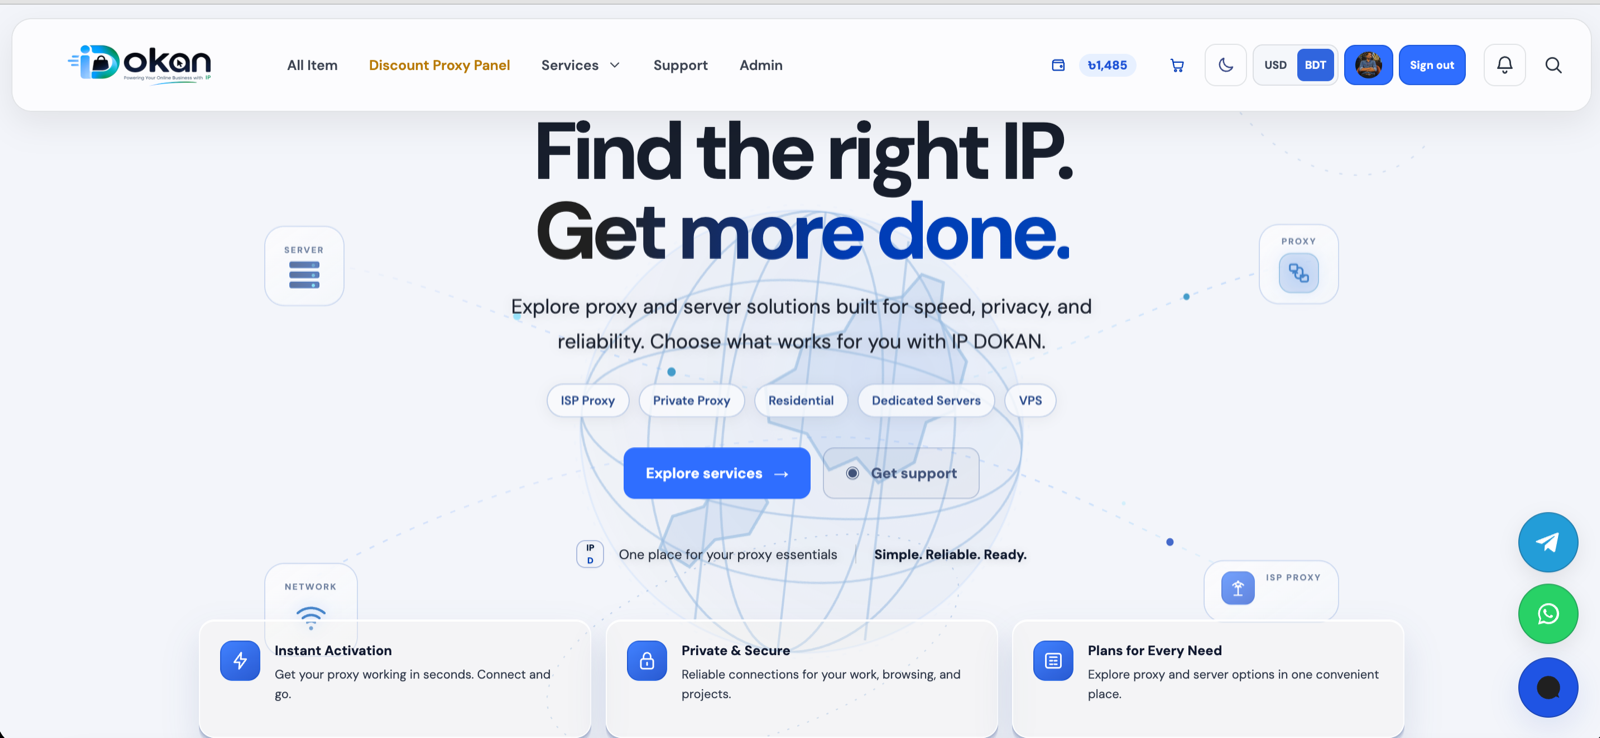 iDokan
Powering Your Online Business with IP
All Item
Discount Proxy Panel
Services
Support
Admin
৳1,485
USD
BDT
Sign out
Find the right IP.
Get more done.
SERVER
PROXY
Explore proxy and server solutions built for speed, privacy, and
reliability. Choose what works for you with IP DOKAN.
ISP Proxy
Private Proxy
Residential
Dedicated Servers
VPS
Explore services →
Get support
IP
D
One place for your proxy essentials
Simple. Reliable. Ready.
NETWORK
ISP PROXY
Instant Activation
Get your proxy working in seconds. Connect and
go.
Private & Secure
Reliable connections for your work, browsing, and
projects.
Plans for Every Need
Explore proxy and server options in one convenient
place.